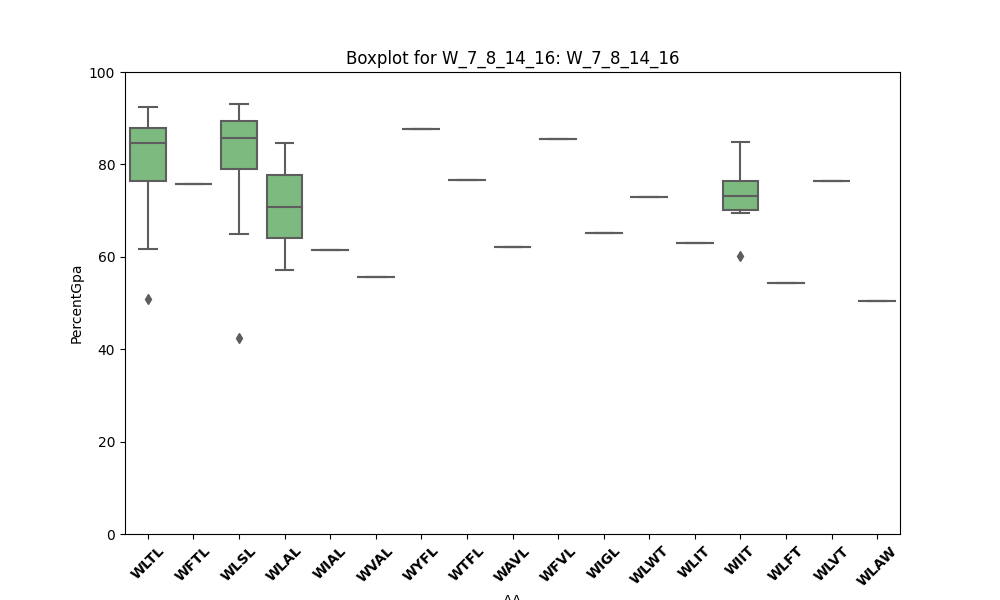 Boxplot for W_7_8_14_16: W_7_8_14_16
100
80
60
40
20
0
PercentGpa
WLTL WFTL WLSL WLAL WIAL WVAL WYFL WTFL WAVL WFVL WIGL WLWT WLIT WIIT WLFT WLVT WLAW
AA